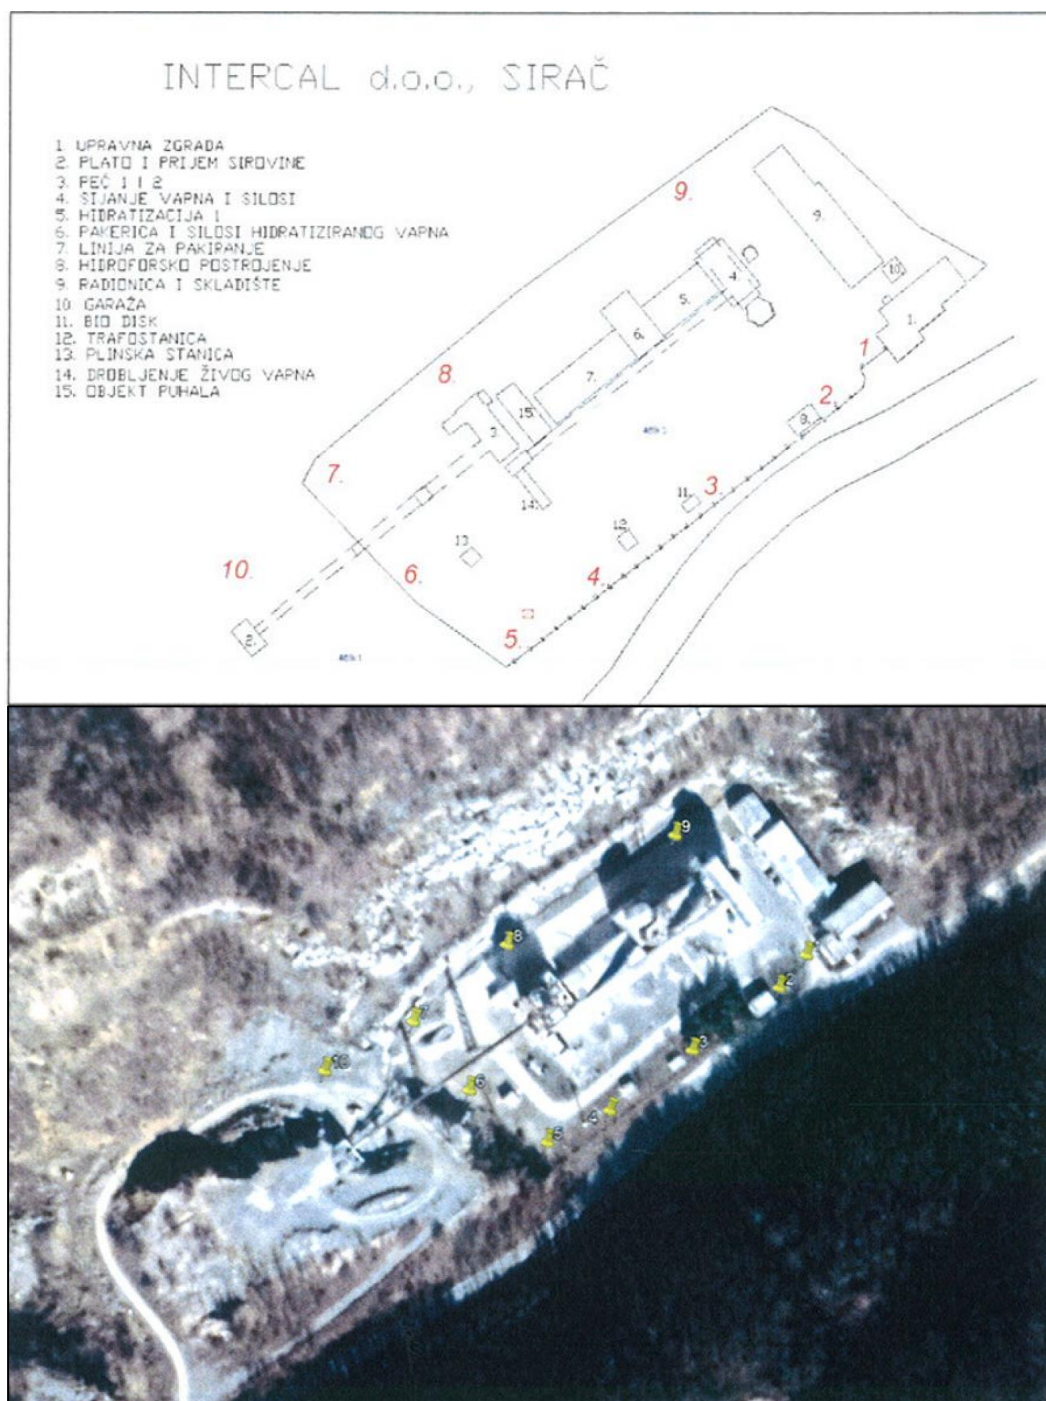 INTERCAL d.o.o., SIRAČ
1. UPRAVNA ZGRADA
2. PLATO I PRIJEM SIROVINE
3. PEĆ 1 I 2
4. SIJANJE VAPNA I SILOSI
5. HIDRATIZACIJA 1
6. PAKERICA I SILOSI HIDRATIZIRANOG VAPNA
7. LINIJA ZA PAKIRANJE
8. HIDROFORSKO POSTROJENJE
9. RADIONICA I SKLADIŠTE
10. GARAŽA
11. BIO DISK
12. TRAFOSTANICA
13. PLINSKA STANICA
14. DROBLJENJE ŽIVOG VAPNA
15. OBJEKT PUHALA
9.
9.
4.
10.
5.
1.
6.
1.
8.
7.
2.
15.
8.
3.
7.
3.
11.
14.
12.
13.
10.
6.
4.
5.
2.
9
8
2
3
10
6
4
5